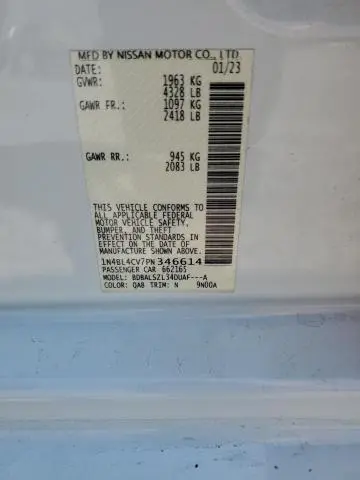 MFD BY NISSAN MOTOR CO., LTD.
DATE: 01/23
GVWR: 1963 KG
4328 LB
GAWR FR.: 1097 KG
2418 LB
GAWR RR.: 945 KG
2083 LB
THIS VEHICLE CONFORMS TO
ALL APPLICABLE FEDERAL
MOTOR VEHICLE SAFETY,
BUMPER, AND THEFT
PREVENTION STANDARDS
IN EFFECT ON THE DATE OF
MANUFACTURE SHOWN ABOVE.
1N4BL4CV7PN346614
PASSENGER CAR 662165
MODEL: BDBALSZL34DUAF---A
COLOR: QAB TRIM: N 9N00A